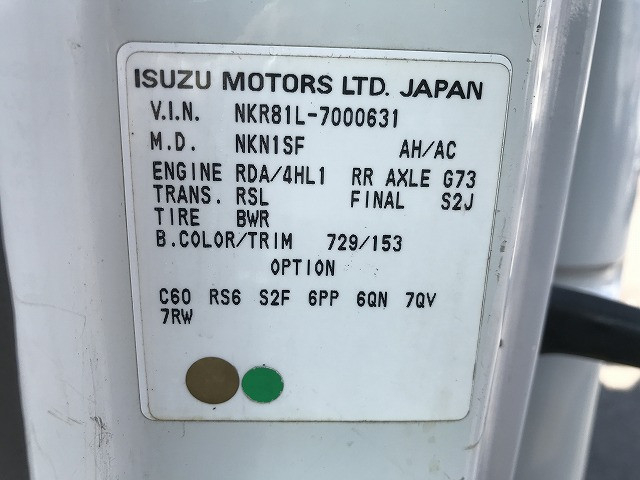 ISUZU MOTORS LTD. JAPAN
V.I.N. NKR81L-7000631
M.D. NKN1SF AH/AC
ENGINE RDA/4HL1 RR AXLE G73
TRANS. RSL FINAL S2J
TIRE BWR
B.COLOR/TRIM 729/153
OPTION
C60 RS6 S2F 6PP 6QN 7QV
7RW